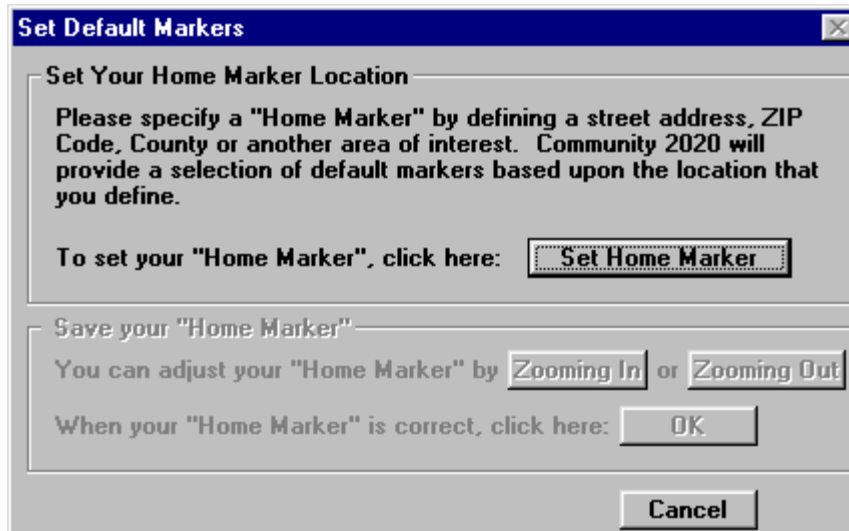 Set Default Markers
Set Your Home Marker Location
Please specify a "Home Marker" by defining a street address, ZIP
Code, County or another area of interest. Community 2020 will
provide a selection of default markers based upon the location that
you define.
To set your "Home Marker", click here: Set Home Marker
Save your "Home Marker"
You can adjust your "Home Marker" by Zooming In or Zooming Out
When your "Home Marker" is correct, click here: OK
Cancel